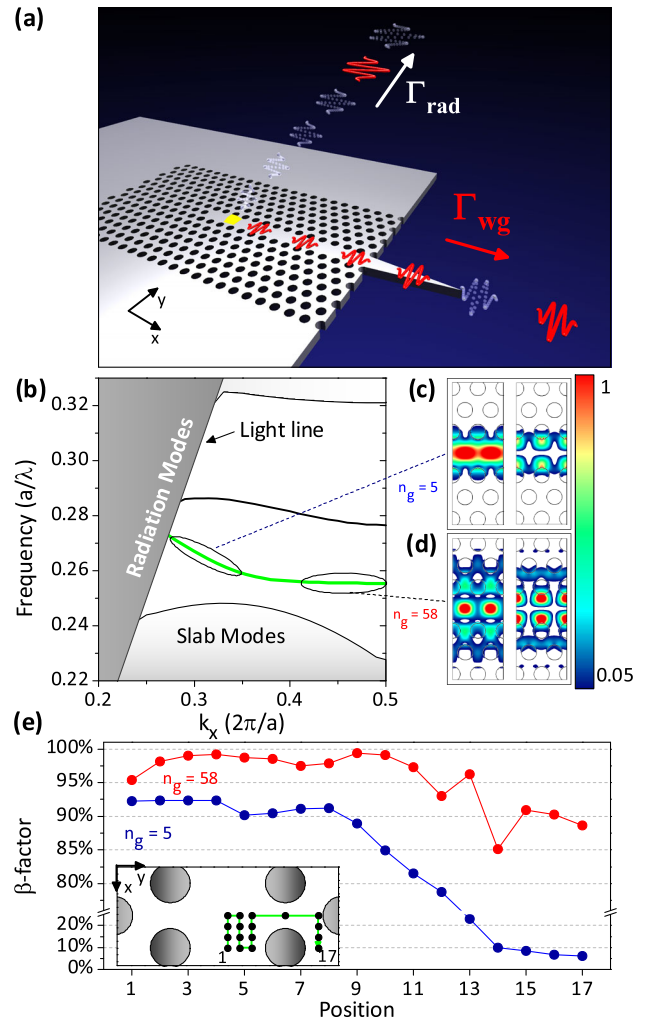 (a)
Γrad
Γwg
y
x
(b)
Frequency (a/λ)
0.32
0.30
0.28
0.26
0.24
0.22
Radiation Modes
Light line
Slab Modes
0.2 0.3 0.4 0.5
kx (2π/a)
(c)
ng = 5
(d)
ng = 58
1
0.05
(e)
β-factor
100%
95%
90%
85%
80%
20%
10%
0%
ng = 58
ng = 5
y
x
1
17
1 3 5 7 9 11 13 15 17
Position